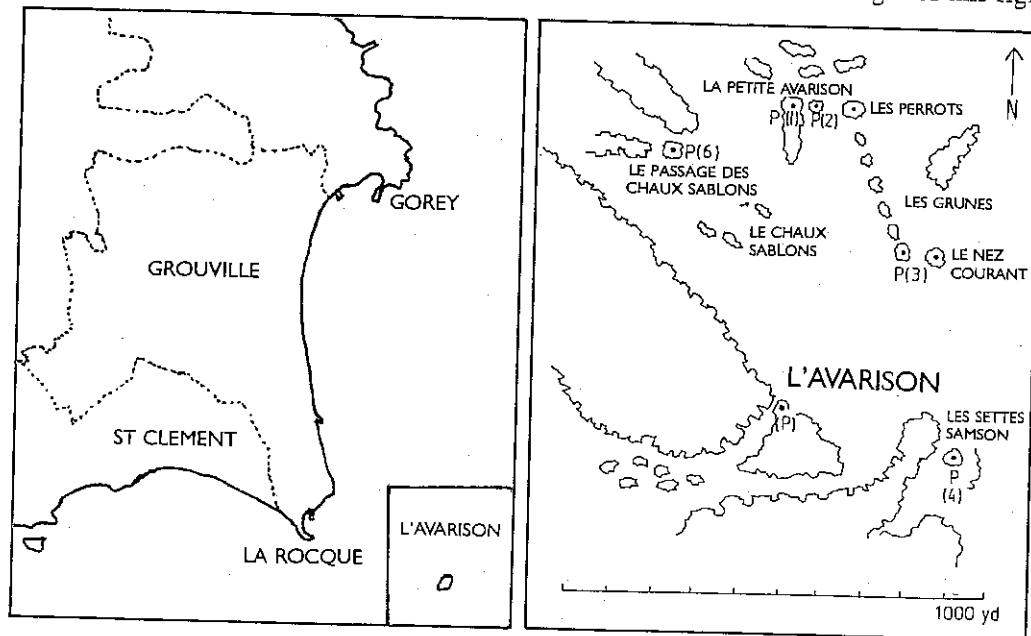 GOREY
GROUVILLE
ST CLEMENT
LA ROCQUE
L'AVARISON
N
LA PETITE AVARISON
LES PERROTS
P(1) P(2)
P(6)
LE PASSAGE DES
CHAUX SABLONS
LES GRUNES
LE CHAUX
SABLONS
LE NEZ
COURANT
P(3)
L'AVARISON
(P)
LES SETTES
SAMSON
P
(4)
1000 yd